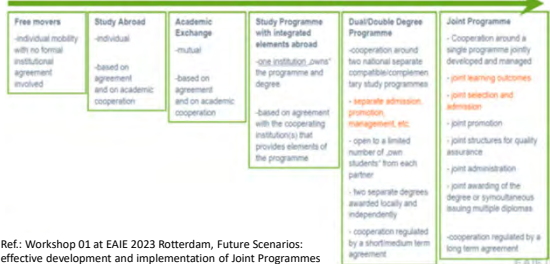 Free movers
-individual mobility
with no formal
institutional
agreement
involved
Study Abroad
-individual
-based on
agreement
and on academic
cooperation
Academic
Exchange
-mutual
-based on
agreement
and on academic
cooperation
Study Programme
with integrated
elements abroad
-one institution „owns"
the programme and
degree
-based on agreement
with the cooperating
institution(s) that
provides elements of
the programme
Dual/Double Degree
Programme
-cooperation around
two national separate
compatible/complemen
tary study programmes
- separate admission,
promotion,
management, etc.
- open to a limited
number of „own
students" from each
partner
- two separate degrees
awarded locally and
independently
- cooperation regulated
by a short/medium term
agreement
Joint Programme
- Cooperation around a
single programme jointly
developed and managed
- joint learning outcomes
- joint selection and
admission
- joint promotion
- joint structures for quality
assurance
- joint administration
- joint awarding of the
degree or symoultaneous
issuing multiple diplomas
-cooperation regulated by a
long term agreement
Ref.: Workshop 01 at EAIE 2023 Rotterdam, Future Scenarios:
effective development and implementation of Joint Programmes